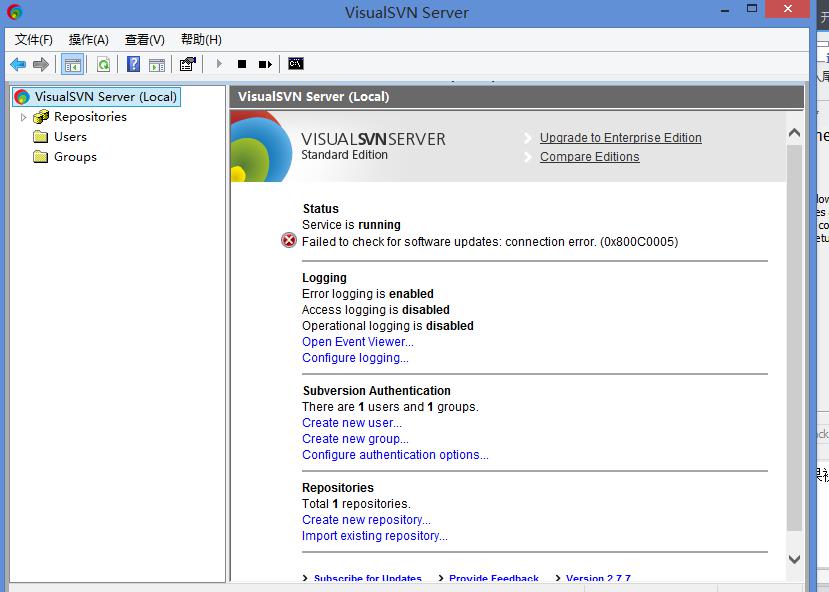 VisualSVN Server
文件(F) 操作(A) 查看(V) 帮助(H)
VisualSVN Server (Local)
Repositories
Users
Groups
VisualSVN Server (Local)
VISUALSVNSERVER
Standard Edition
Upgrade to Enterprise Edition
Compare Editions
Status
Service is running
Failed to check for software updates: connection error. (0x800C0005)
Logging
Error logging is enabled
Access logging is disabled
Operational logging is disabled
Open Event Viewer...
Configure logging...
Subversion Authentication
There are 1 users and 1 groups.
Create new user...
Create new group...
Configure authentication options...
Repositories
Total 1 repositories.
Create new repository...
Import existing repository...
Subscribe for Updates Provide Feedback Version 2.7.7